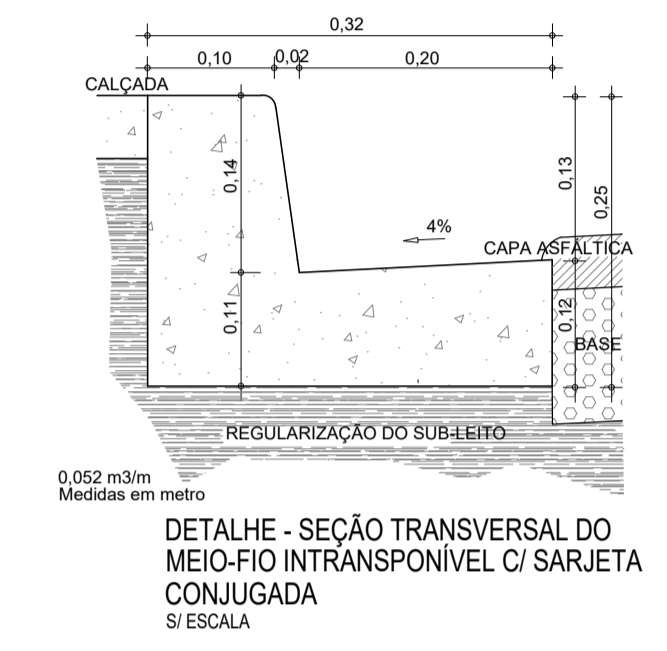 0,32
0,10 0,02 0,20
CALÇADA
0,14
0,13
0,25
4%
CAPA ASFÁLTICA
0,11
0,12
BASE
REGULARIZAÇÃO DO SUB-LEITO
0,052 m3/m
Medidas em metro
DETALHE - SEÇÃO TRANSVERSAL DO
MEIO-FIO INTRANSPONÍVEL C/ SARJETA
CONJUGADA
S/ ESCALA